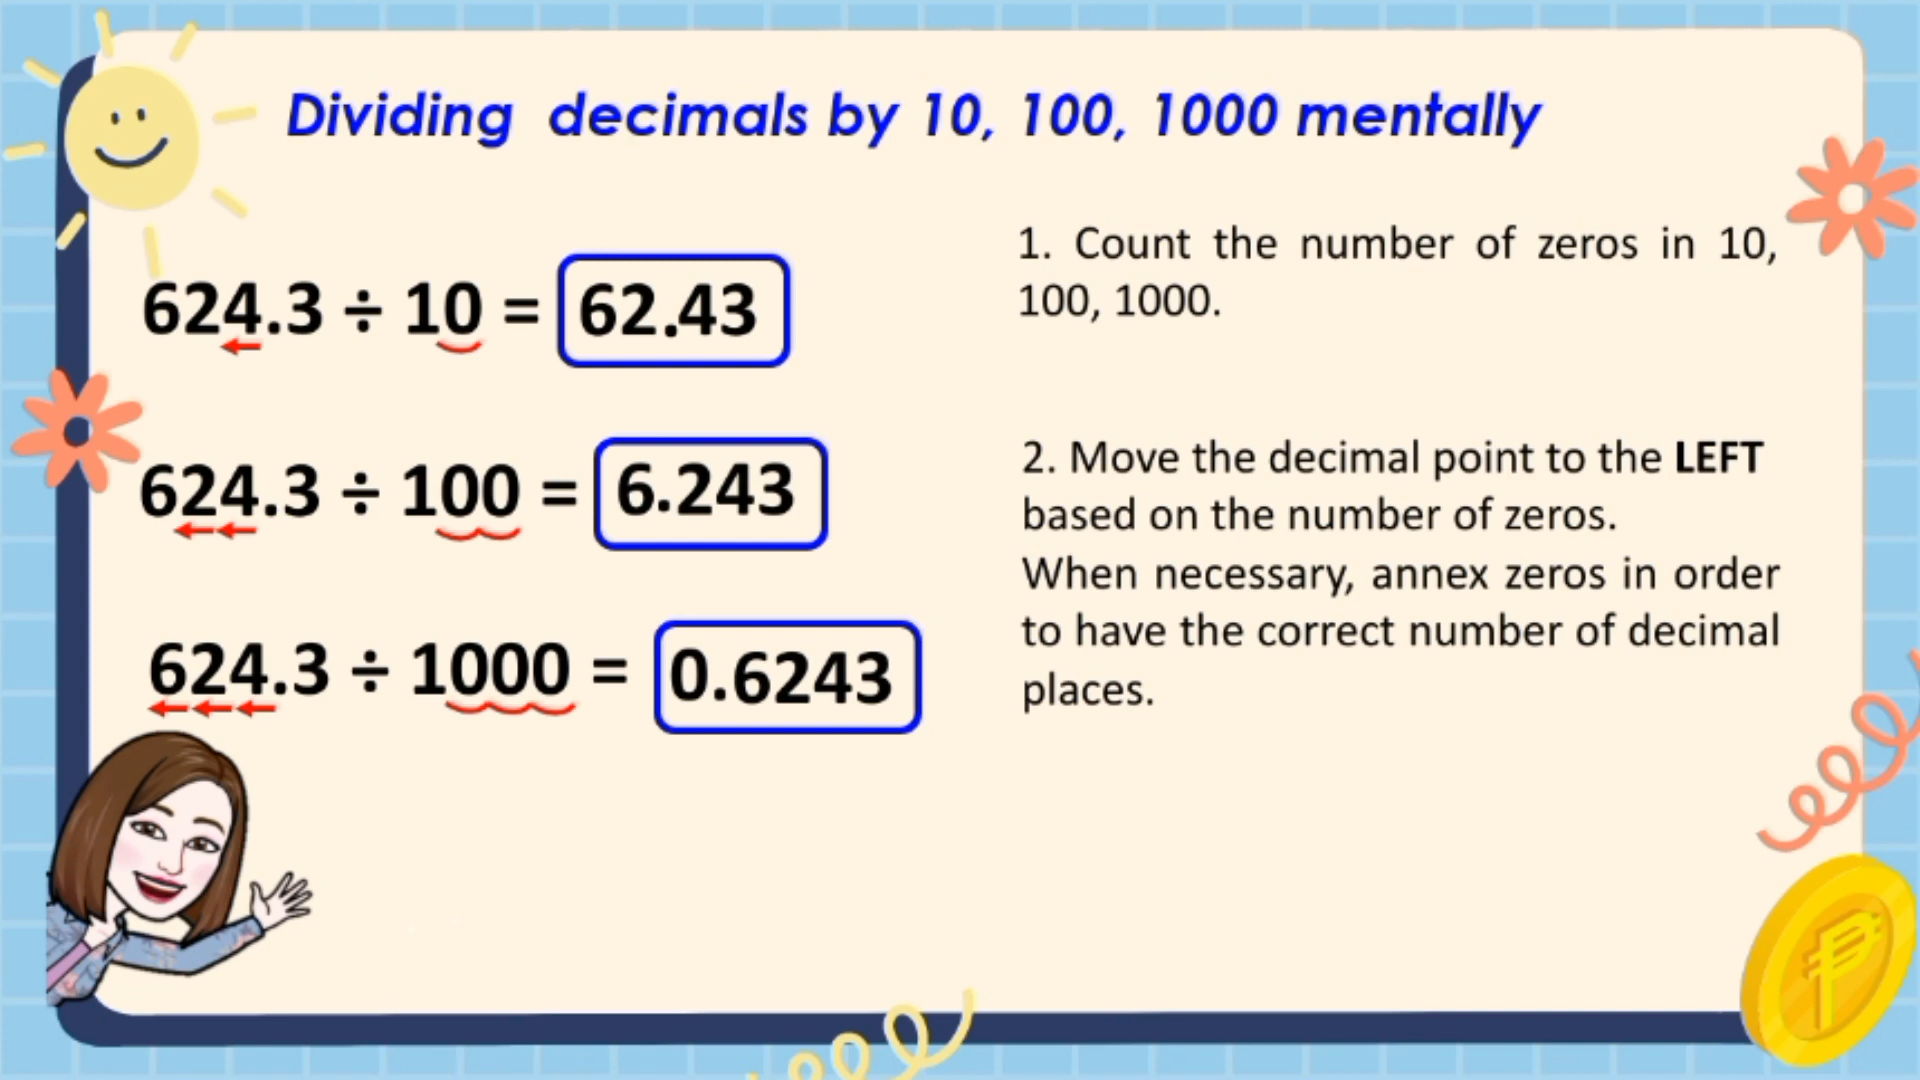 Dividing decimals by 10, 100, 1000 mentally
624.3 ÷ 10 = 62.43
624.3 ÷ 100 = 6.243
624.3 ÷ 1000 = 0.6243
1. Count the number of zeros in 10,
100, 1000.
2. Move the decimal point to the LEFT
based on the number of zeros.
When necessary, annex zeros in order
to have the correct number of decimal
places.
₱